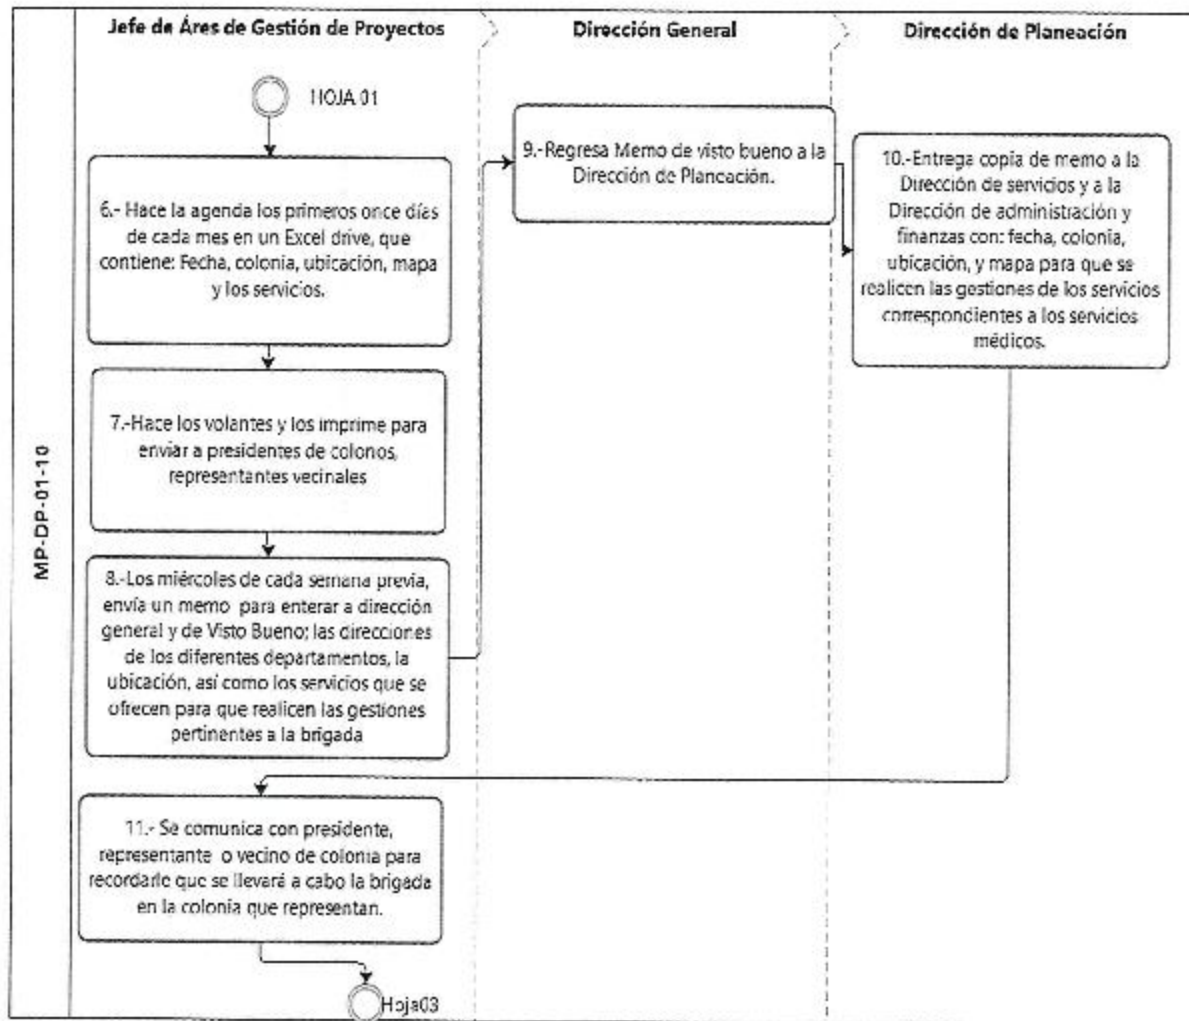 Jefe de Áres de Gestión de Proyectos
Dirección General
Dirección de Planeación
MP-DP-01-10
HOJA 01
6.- Hace la agenda los primeros once días
de cada mes en un Excel drive, que
contiene: Fecha, colonia, ubicación, mapa
y los servicios.
7.-Hace los volantes y los imprime para
enviar a presidentes de colonos,
representantes vecinales
8.-Los miércoles de cada semana previa,
envía un memo para enterar a dirección
general y de Visto Bueno; las direcciones
de los diferentes departamentos, la
ubicación, así como los servicios que se
ofrecen para que realicen las gestiones
pertinentes a la brigada
9.-Regresa Memo de visto bueno a la
Dirección de Planeación.
10.-Entrega copia de memo a la
Dirección de servicios y a la
Dirección de administración y
finanzas con: fecha, colonia,
ubicación, y mapa para que se
realicen las gestiones de los servicios
correspondientes a los servicios
médicos.
11.- Se comunica con presidente,
representante o vecino de colonia para
recordarle que se llevará a cabo la brigada
en la colonia que representan.
Hoja03